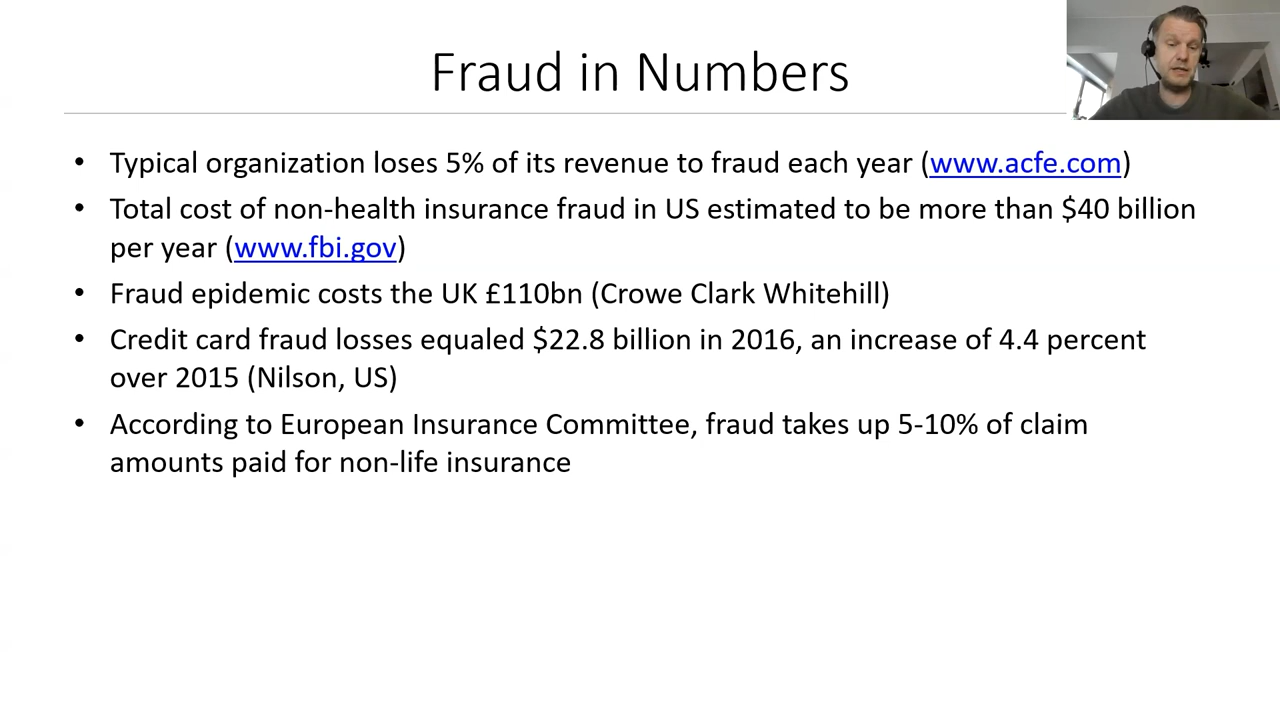 Fraud in Numbers
• Typical organization loses 5% of its revenue to fraud each year (www.acfe.com)
• Total cost of non-health insurance fraud in US estimated to be more than $40 billion
per year (www.fbi.gov)
• Fraud epidemic costs the UK £110bn (Crowe Clark Whitehill)
• Credit card fraud losses equaled $22.8 billion in 2016, an increase of 4.4 percent
over 2015 (Nilson, US)
• According to European Insurance Committee, fraud takes up 5-10% of claim
amounts paid for non-life insurance